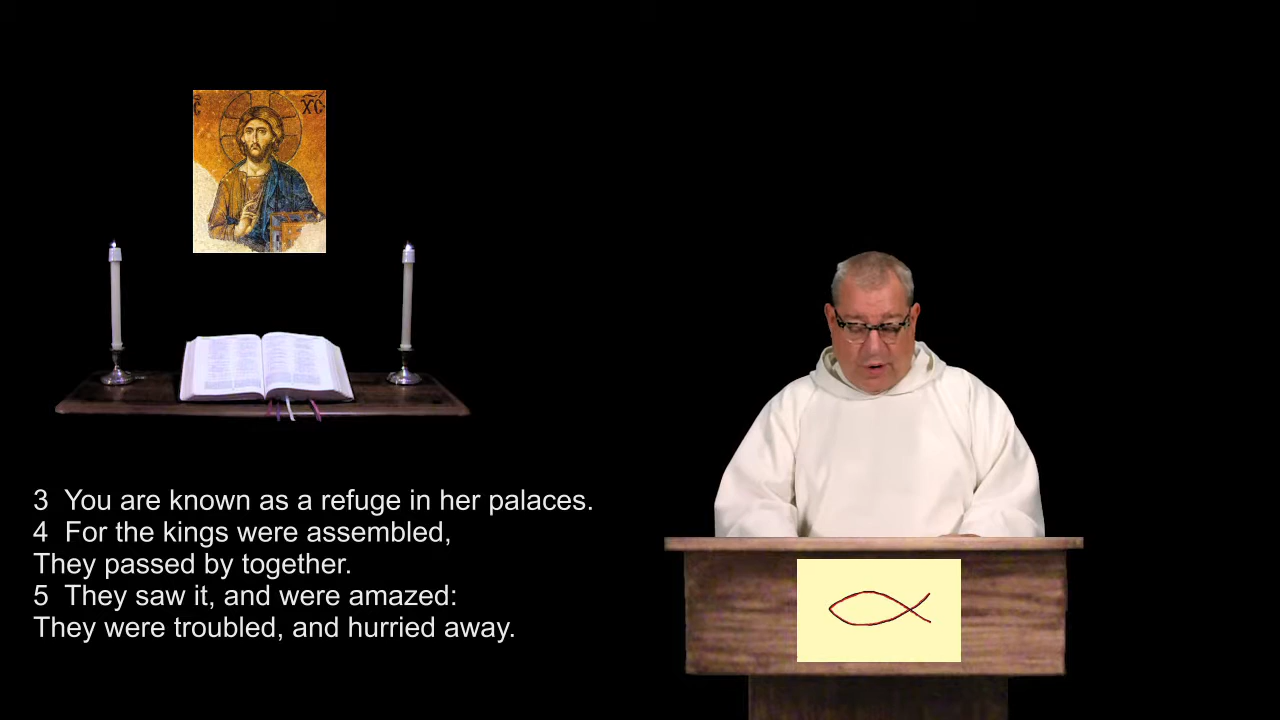 C
XC
3 You are known as a refuge in her palaces.
4 For the kings were assembled,
They passed by together.
5 They saw it, and were amazed:
They were troubled, and hurried away.